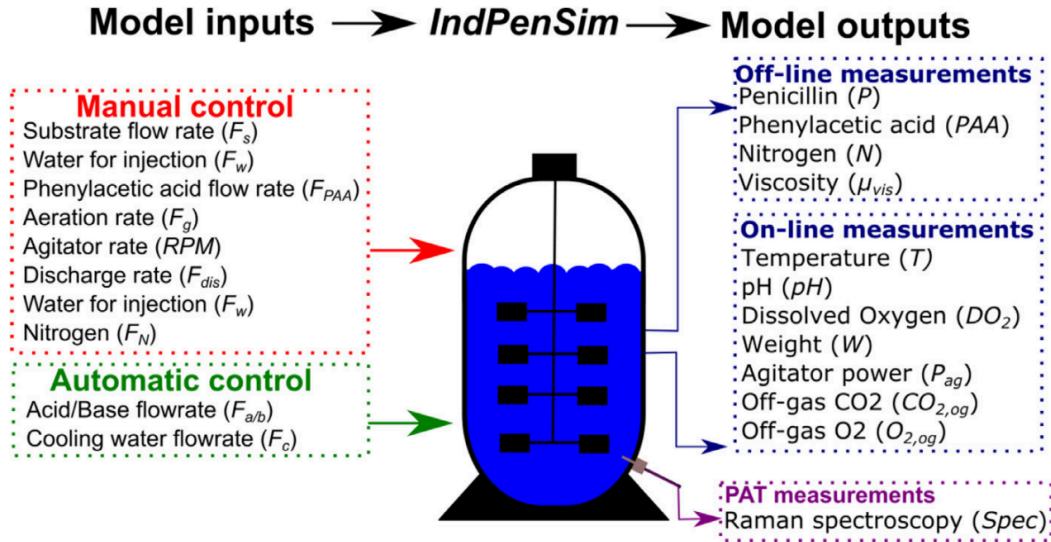 Model inputs IndPenSim Model outputs
Manual control
Substrate flow rate (Fs)
Water for injection (Fw)
Phenylacetic acid flow rate (FPAA)
Aeration rate (Fg)
Agitator rate (RPM)
Discharge rate (Fdis)
Water for injection (Fw)
Nitrogen (FN)
Automatic control
Acid/Base flowrate (Fa/b)
Cooling water flowrate (Fc)
Off-line measurements
Penicillin (P)
Phenylacetic acid (PAA)
Nitrogen (N)
Viscosity (μvis)
On-line measurements
Temperature (T)
pH (pH)
Dissolved Oxygen (DO2)
Weight (W)
Agitator power (Pag)
Off-gas CO2 (CO2,og)
Off-gas O2 (O2,og)
PAT measurements
Raman spectroscopy (Spec)